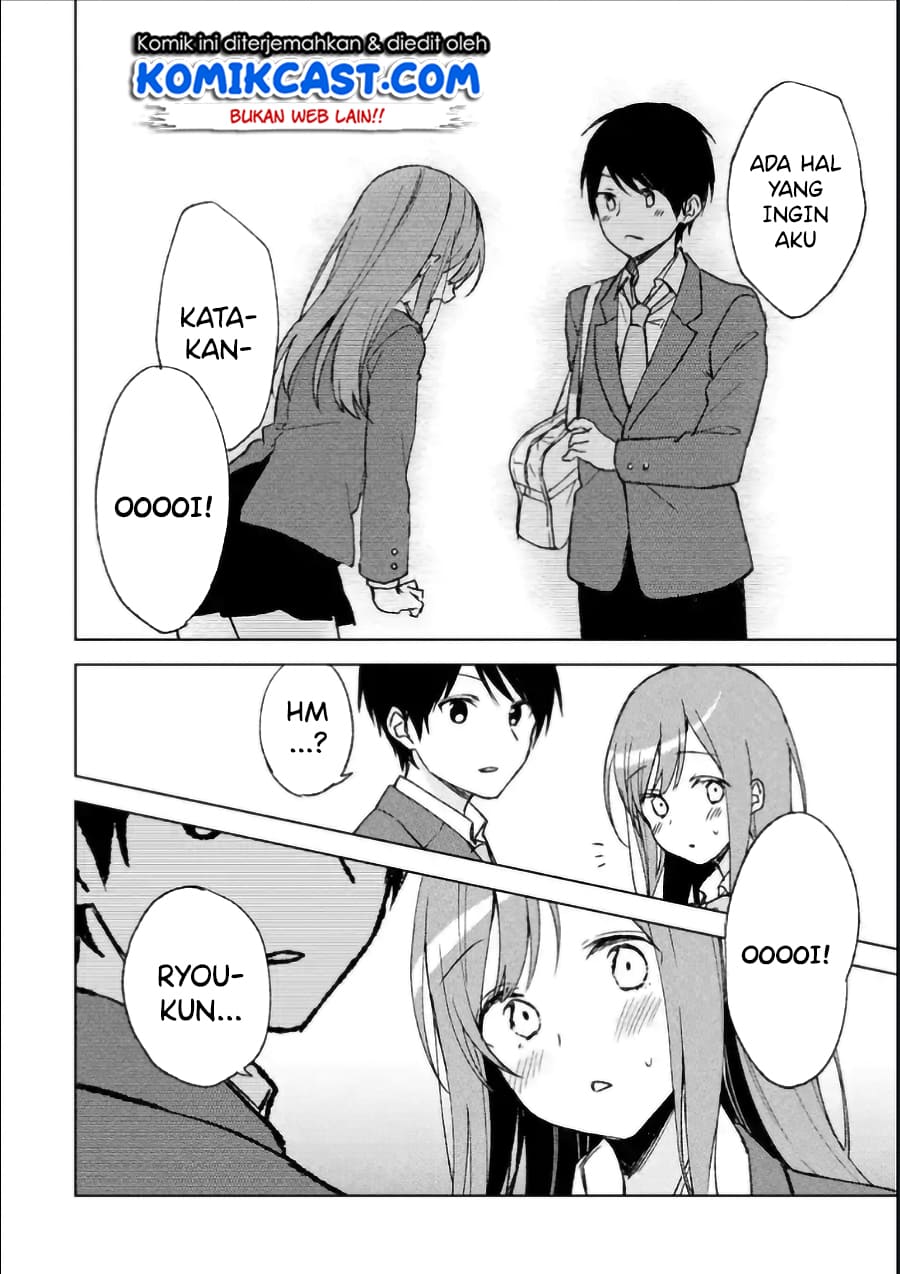 Komik ini diterjemahkan & diedit oleh
KOMIKCAST.COM
BUKAN WEB LAIN!!
ADA HAL
YANG
INGIN
AKU
KATA-
KAN-
OOOOI!
HM
...?
OOOOI!
RYOU-
KUN...